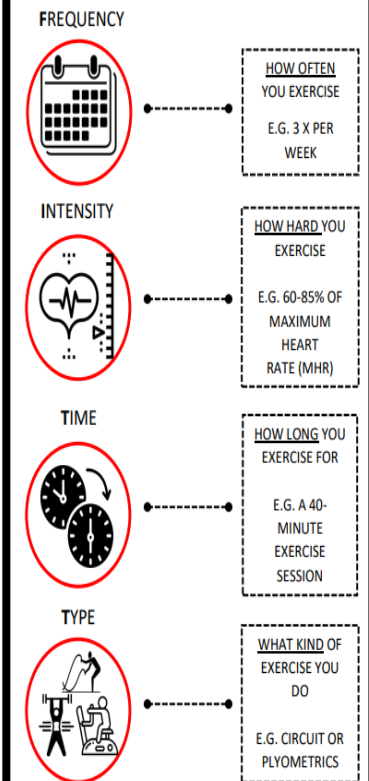 FREQUENCY
HOW OFTEN
YOU EXERCISE
E.G. 3 X PER
WEEK
INTENSITY
HOW HARD YOU
EXERCISE
E.G. 60-85% OF
MAXIMUM
HEART
RATE (MHR)
TIME
HOW LONG YOU
EXERCISE FOR
E.G. A 40-
MINUTE
EXERCISE
SESSION
TYPE
WHAT KIND OF
EXERCISE YOU
DO
E.G. CIRCUIT OR
PLYOMETRICS